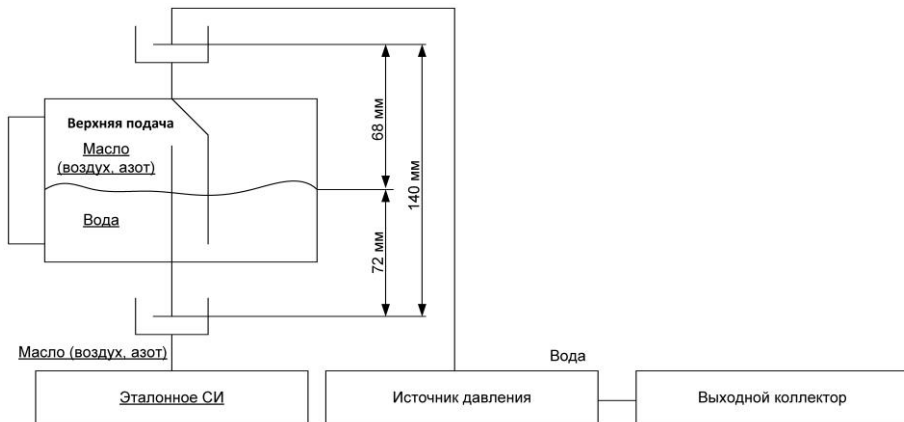 Верхняя подача
Масло
(воздух, азот)
Вода
68 мм
140 мм
72 мм
Масло (воздух, азот)
Вода
Эталонное СИ
Источник давления
Выходной коллектор